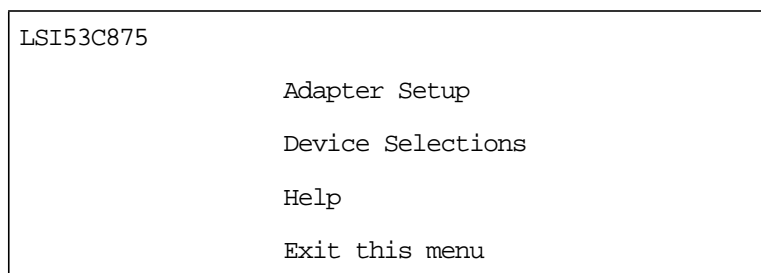 LSI53C875
Adapter Setup
Device Selections
Help
Exit this menu